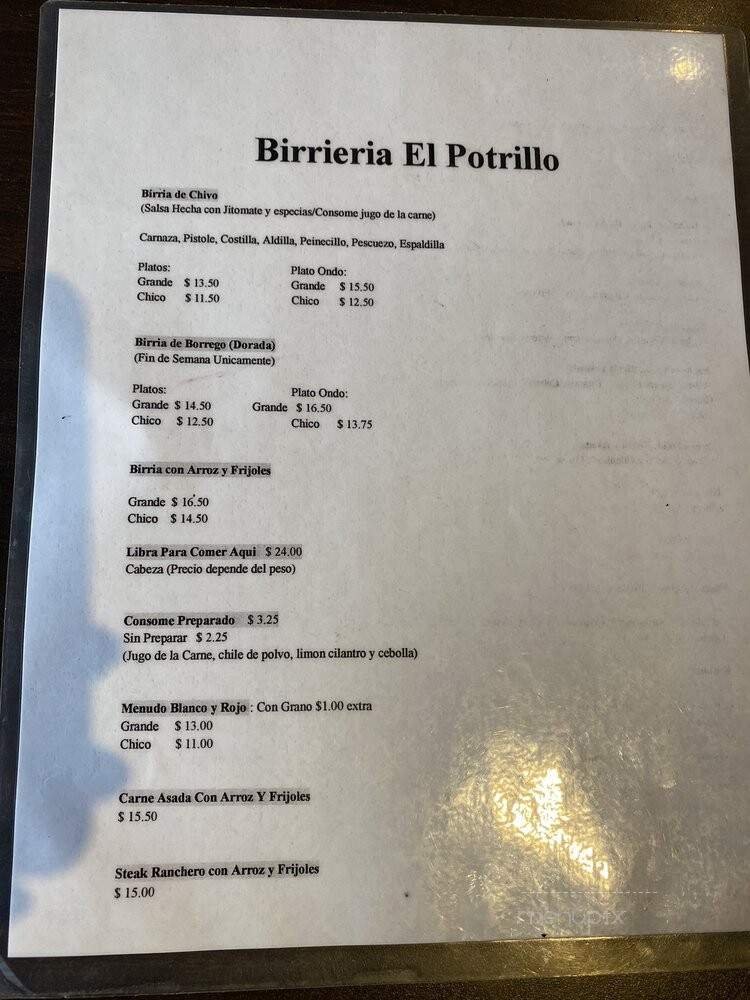 Birrieria El Potrillo
Birria de Chivo
(Salsa Hecha con Jitomate y especias/Consome jugo de la carne)
Carnaza, Pistole, Costilla, Aldilla, Peinecillo, Pescuezo, Espaldilla
Platos: Plato Ondo:
Grande $ 13.50 Grande $ 15.50
Chico $ 11.50 Chico $ 12.50
Birria de Borrego (Dorada)
(Fin de Semana Unicamente)
Platos: Plato Ondo:
Grande $ 14.50 Grande $ 16.50
Chico $ 12.50 Chico $ 13.75
Birria con Arroz y Frijoles
Grande $ 16.50
Chico $ 14.50
Libra Para Comer Aqui $ 24.00
Cabeza (Precio depende del peso)
Consome Preparado $ 3.25
Sin Preparar $ 2.25
(Jugo de la Carne, chile de polvo, limon cilantro y cebolla)
Menudo Blanco y Rojo : Con Grano $1.00 extra
Grande $ 13.00
Chico $ 11.00
Carne Asada Con Arroz Y Frijoles
$ 15.50
Steak Ranchero con Arroz y Frijoles
$ 15.00
menupix